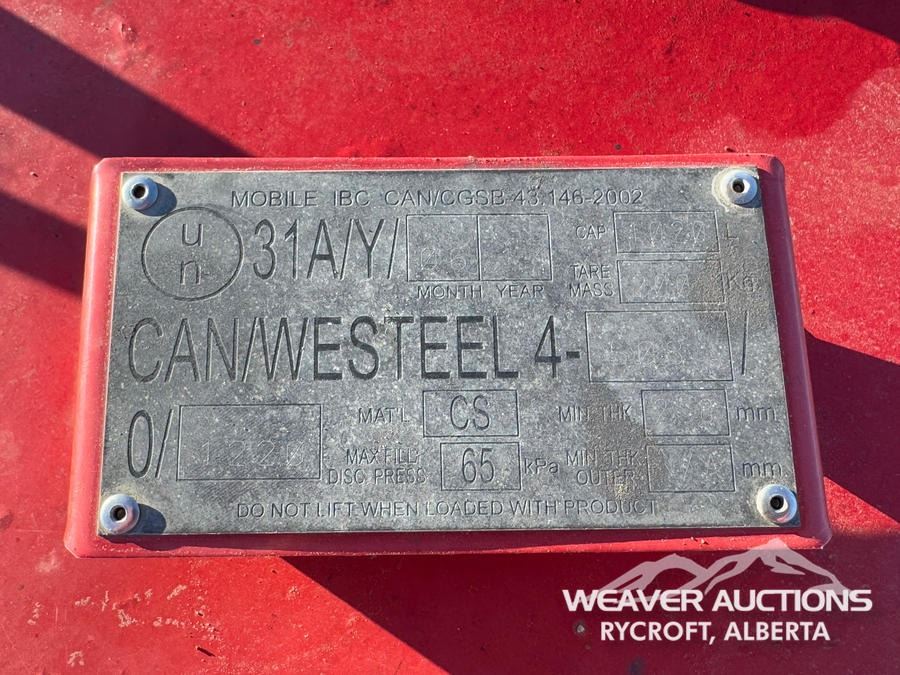 MOBILE IBC CAN/CGSB-43.146-2002
un 31A/Y/
MONTH YEAR
CAP 1020 L
TARE MASS Kg
CAN/WESTEEL 4- /
0/ MAT'L CS MIN THK mm
MAX FILL/
DISC PRESS 65 kPa
MIN THK
OUTER mm
DO NOT LIFT WHEN LOADED WITH PRODUCT
WEAVER AUCTIONS
RYCROFT, ALBERTA